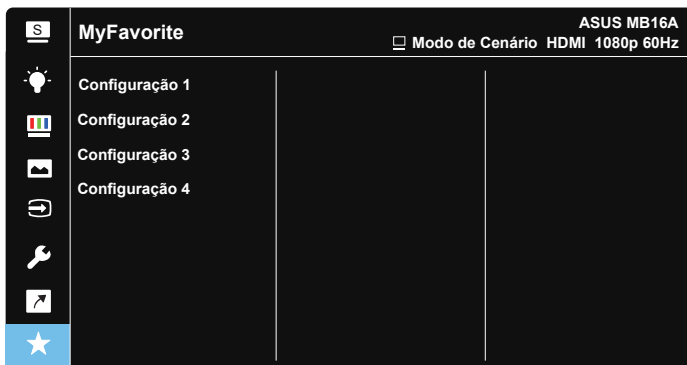 S
MyFavorite
ASUS MB16A
Modo de Cenário HDMI 1080p 60Hz
Configuração 1
Configuração 2
Configuração 3
Configuração 4